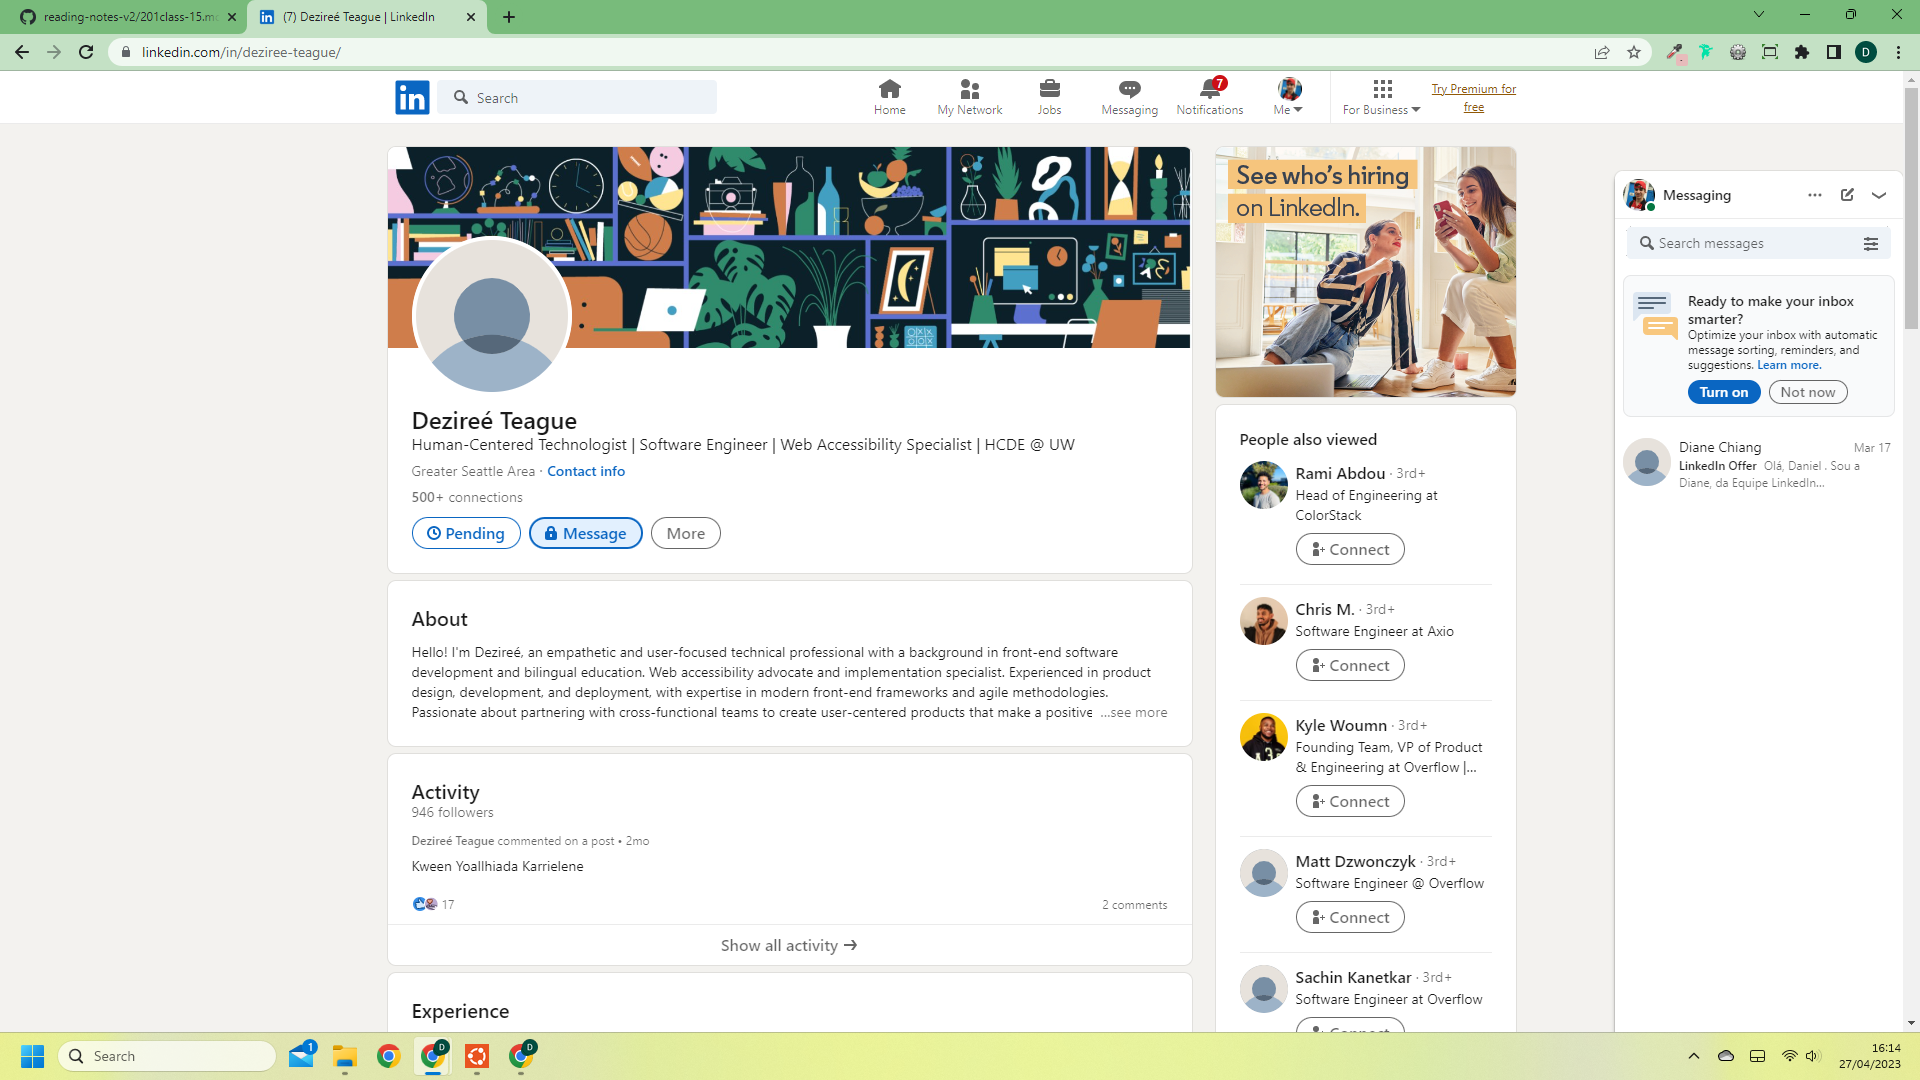 reading-notes-v2/201class-15.md
(7) Dezireé Teague | LinkedIn
linkedin.com/in/deziree-teague/
D
in
Search
Home
My Network
Jobs
Messaging
7
Notifications
Me
For Business
Try Premium for
free
See who's hiring
on LinkedIn.
Dezireé Teague
Human-Centered Technologist | Software Engineer | Web Accessibility Specialist | HCDE @ UW
Greater Seattle Area · Contact info
500+ connections
Pending
Message
More
About
Hello! I'm Dezireé, an empathetic and user-focused technical professional with a background in front-end software
development and bilingual education. Web accessibility advocate and implementation specialist. Experienced in product
design, development, and deployment, with expertise in modern front-end frameworks and agile methodologies.
Passionate about partnering with cross-functional teams to create user-centered products that make a positive ...see more
Activity
946 followers
Dezireé Teague commented on a post • 2mo
Kween Yoallhiada Karrielene
17
2 comments
Show all activity
Experience
People also viewed
Rami Abdou · 3rd+
Head of Engineering at
ColorStack
Connect
Chris M. · 3rd+
Software Engineer at Axio
Connect
Kyle Woumn · 3rd+
Founding Team, VP of Product
& Engineering at Overflow |...
Connect
Matt Dzwonczyk · 3rd+
Software Engineer @ Overflow
Connect
Sachin Kanetkar · 3rd+
Software Engineer at Overflow
Connect
Messaging
Search messages
Ready to make your inbox
smarter?
Optimize your inbox with automatic
message sorting, reminders, and
suggestions. Learn more.
Turn on
Not now
Diane Chiang
Mar 17
LinkedIn Offer Olá, Daniel . Sou a
Diane, da Equipe LinkedIn...
Search
1
D
D
16:14
27/04/2023